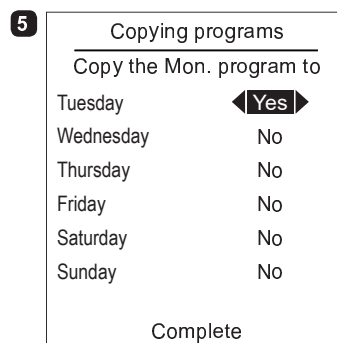 5
Copying programs
Copy the Mon. program to
Tuesday Yes
Wednesday No
Thursday No
Friday No
Saturday No
Sunday No
Complete